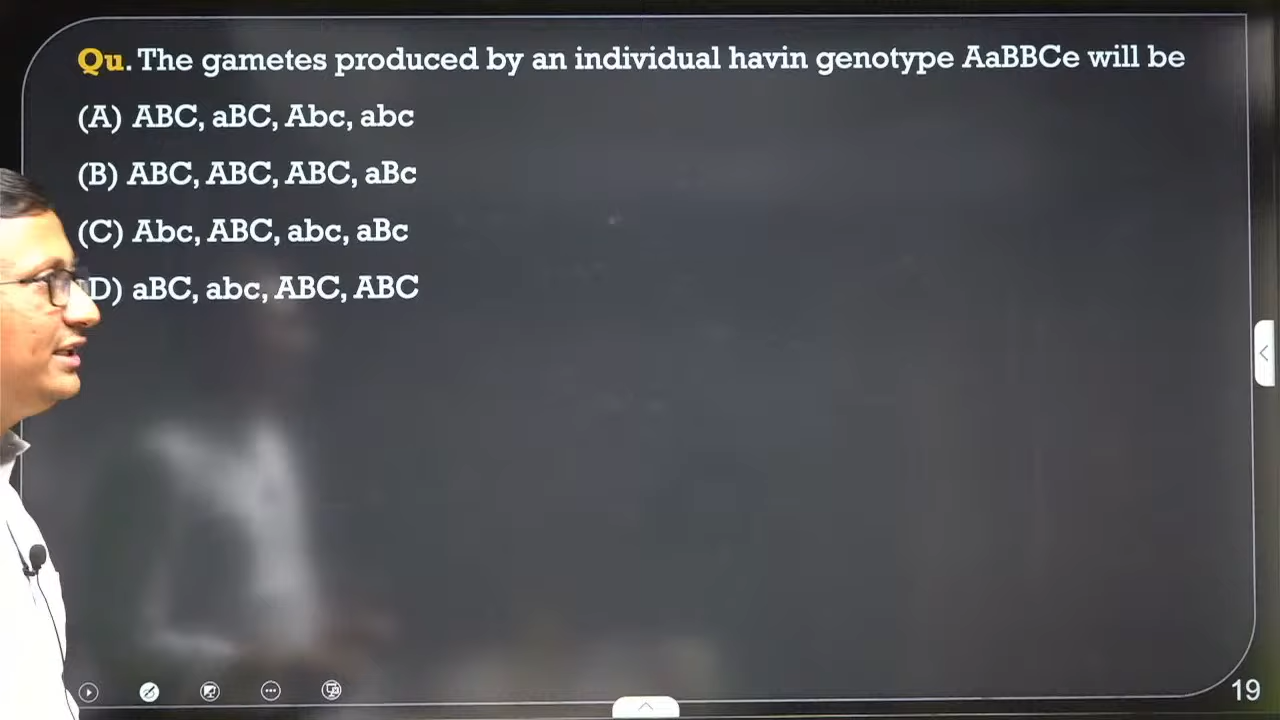 Qu. The gametes produced by an individual havin genotype AaBBCe will be
(A) ABC, aBC, Abc, abc
(B) ABC, ABC, ABC, aBc
(C) Abc, ABC, abc, aBc
D) aBC, abc, ABC, ABC
19